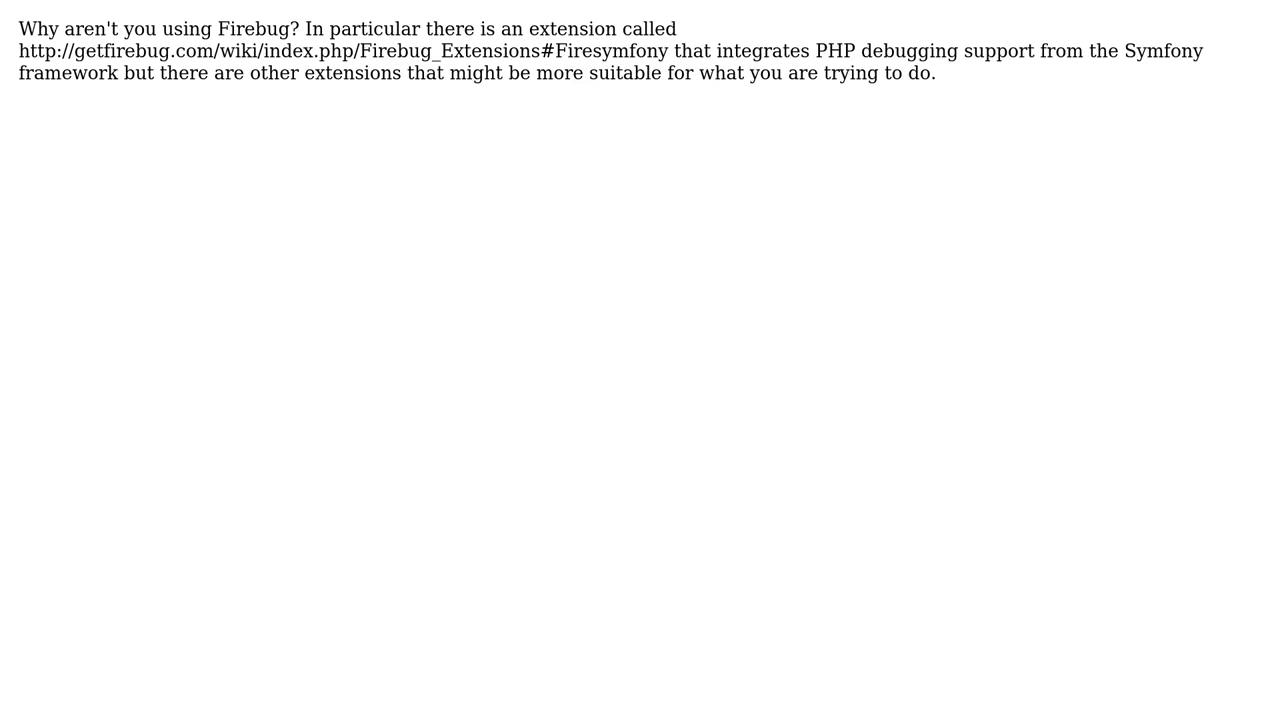 Why aren't you using Firebug? In particular there is an extension called
http://getfirebug.com/wiki/index.php/Firebug_Extensions#Firesymfony that integrates PHP debugging support from the Symfony
framework but there are other extensions that might be more suitable for what you are trying to do.